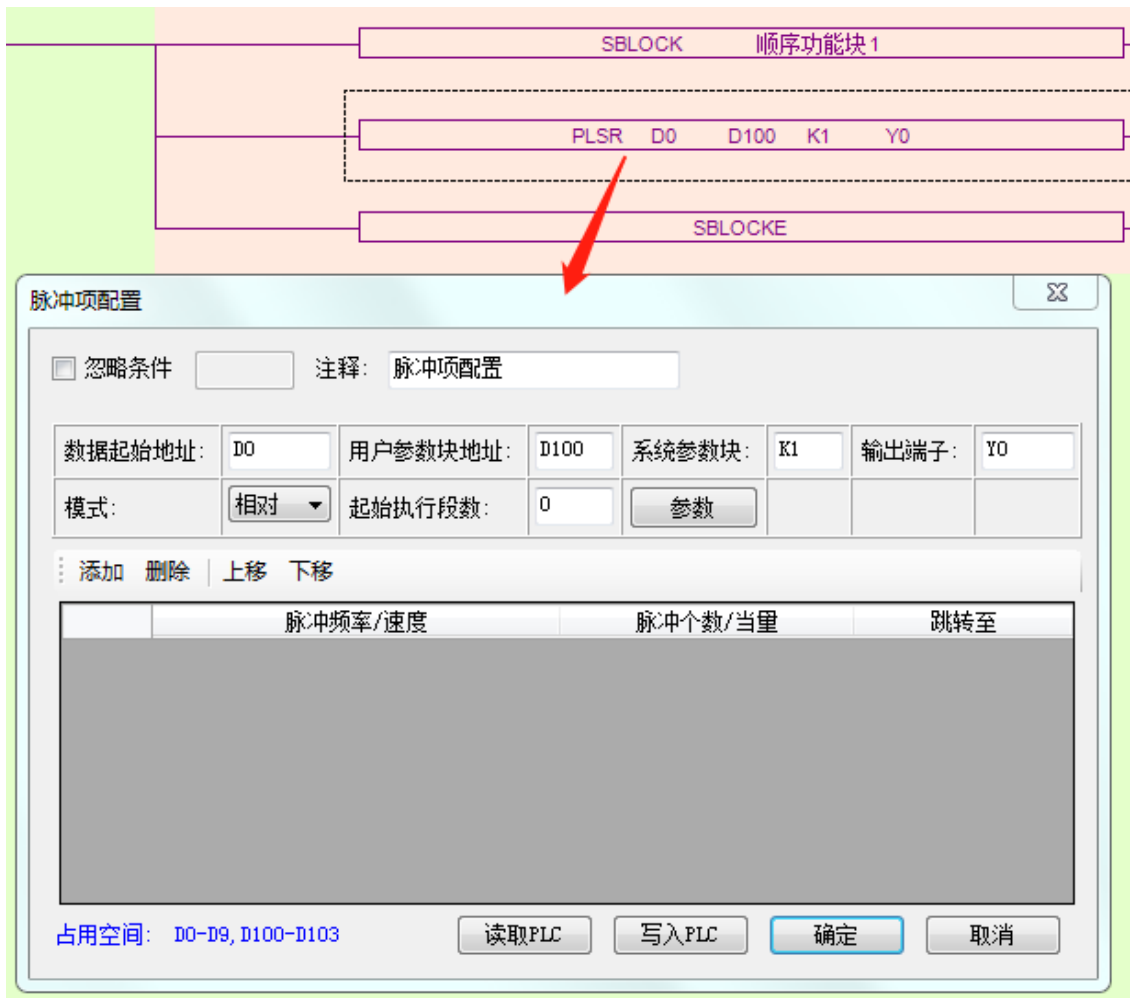 SBLOCK 顺序功能块1
PLSR D0 D100 K1 Y0
SBLOCKE
脉冲项配置
忽略条件 注释: 脉冲项配置
数据起始地址: D0 用户参数块地址: D100 系统参数块: K1 输出端子: Y0
模式: 相对 起始执行段数: 0 参数
添加 删除 上移 下移
脉冲频率/速度 脉冲个数/当量 跳转至
占用空间: D0-D9,D100-D103 读取PLC 写入PLC 确定 取消